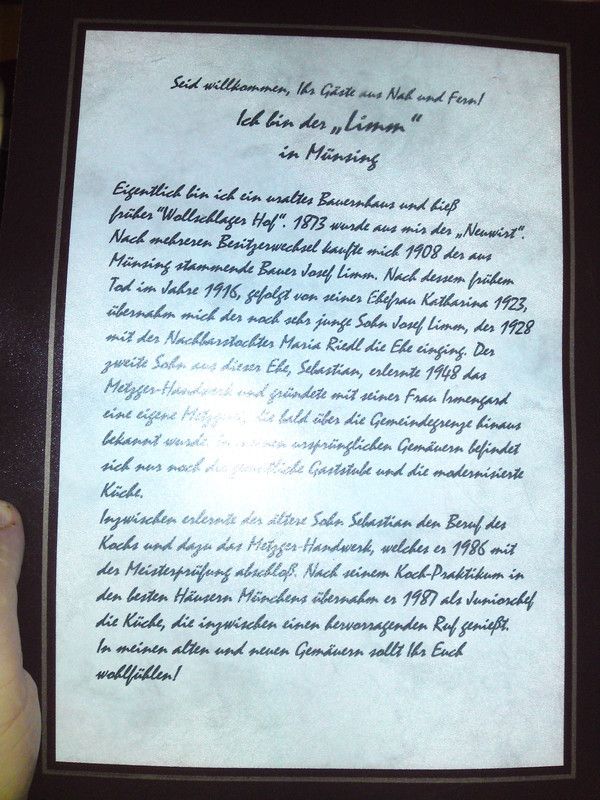 Seid willkommen, Ihr Gäste aus Nah und Fern!
Ich bin der „Limm“
in Münsing
Eigentlich bin ich ein uraltes Bauernhaus und hieß
früher "Wollschlager Hof". 1873 wurde aus mir der „Neuwirt“.
Nach mehreren Besitzerwechsel kaufte mich 1908 der aus
Münsing stammende Bauer Josef Limm. Nach dessem frühem
Tod im Jahre 1916, gefolgt von seiner Ehefrau Katharina 1923,
übernahm mich der noch sehr junge Sohn Josef Limm, der 1928
mit der Nachbarstochter Maria Riedl die Ehe einging. Der
zweite Sohn aus dieser Ehe, Sebastian, erlernte 1948 das
Metzger-Handwerk und gründete mit seiner Frau Irmengard
eine eigene Metzgerei, die bald über die Gemeindegrenze hinaus
bekannt wurde. In meinen ursprünglichen Gemäuern befindet
sich nur noch die gemütliche Gaststube und die modernisierte
Küche.
Inzwischen erlernte der ältere Sohn Sebastian den Beruf des
Kochs und dazu das Metzger-Handwerk, welches er 1986 mit
der Meisterprüfung abschloß. Nach seinem Koch-Praktikum in
den besten Häusern Münchens übernahm er 1987 als Juniorchef
die Küche, die inzwischen einen hervorragenden Ruf genießt.
In meinen alten und neuen Gemäuern sollt Ihr Euch
wohlfühlen!